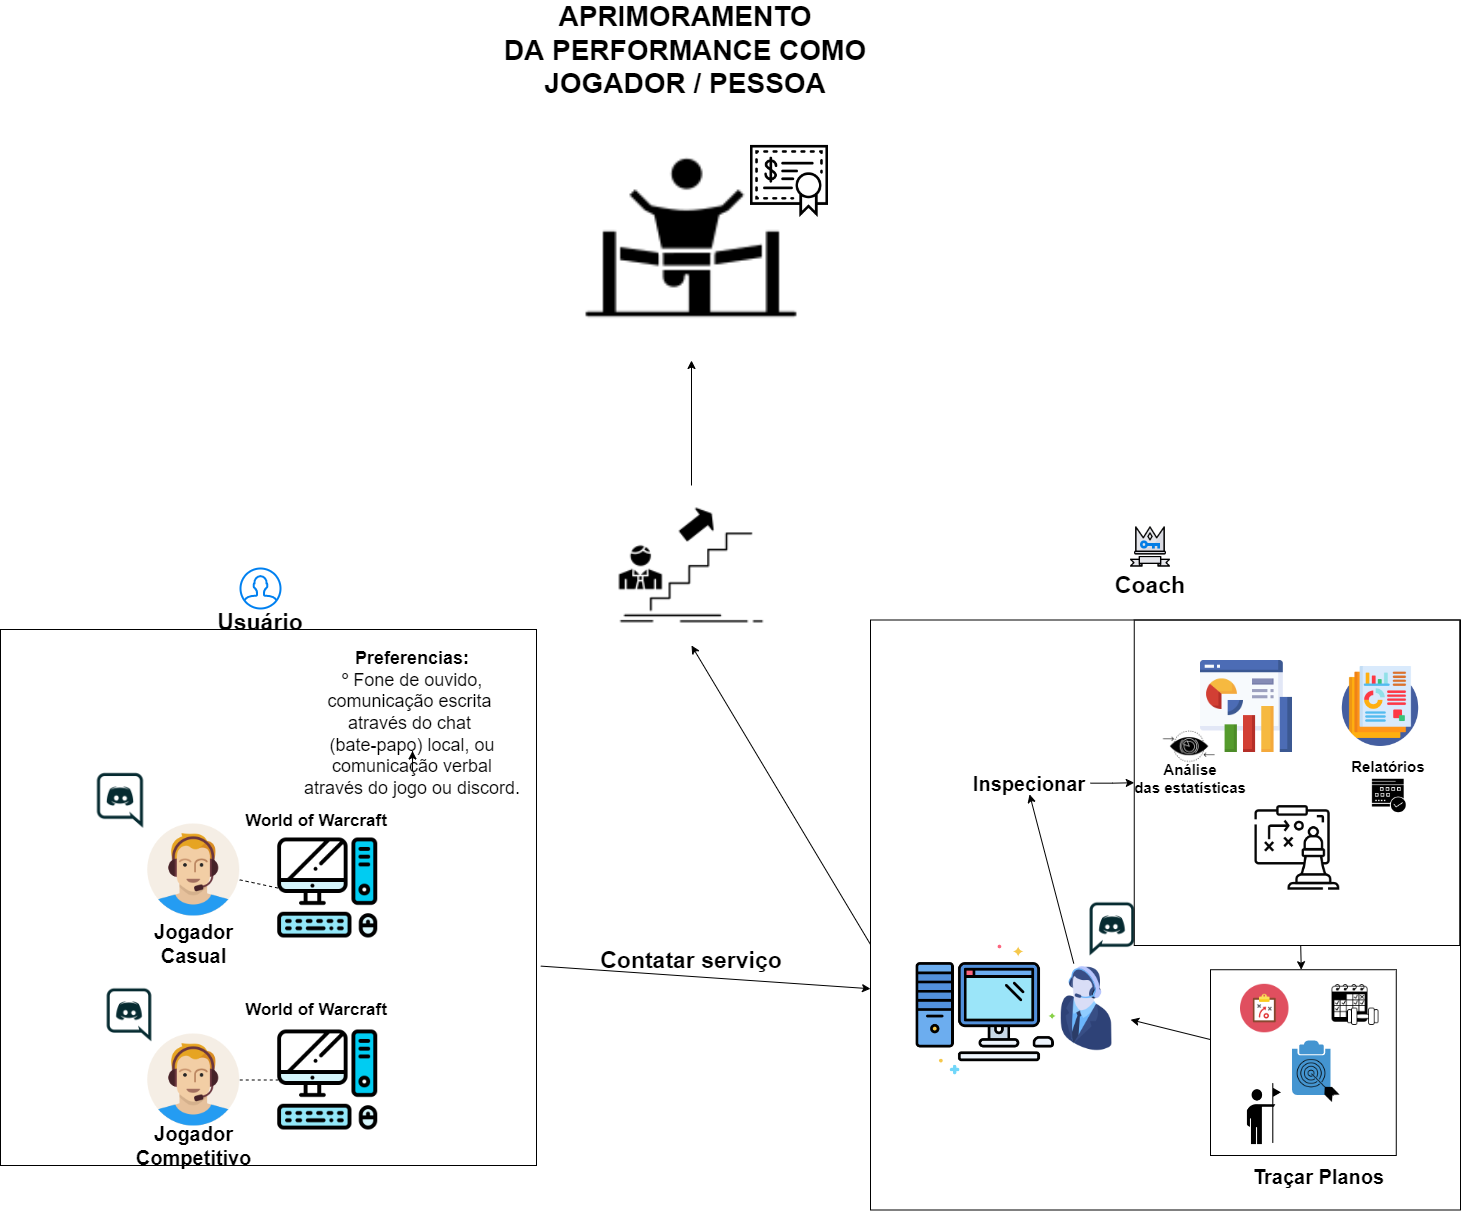 APRIMORAMENTO
DA PERFORMANCE COMO
JOGADOR / PESSOA
$
Coach
Usuário
Preferencias:
º Fone de ouvido,
comunicação escrita
através do chat
(bate-papo) local, ou
comunicação verbal
através do jogo ou discord.
World of Warcraft
Jogador
Casual
World of Warcraft
Jogador
Competitivo
Contatar serviço
Inspecionar
Análise
das estatísticas
Relatórios
Traçar Planos